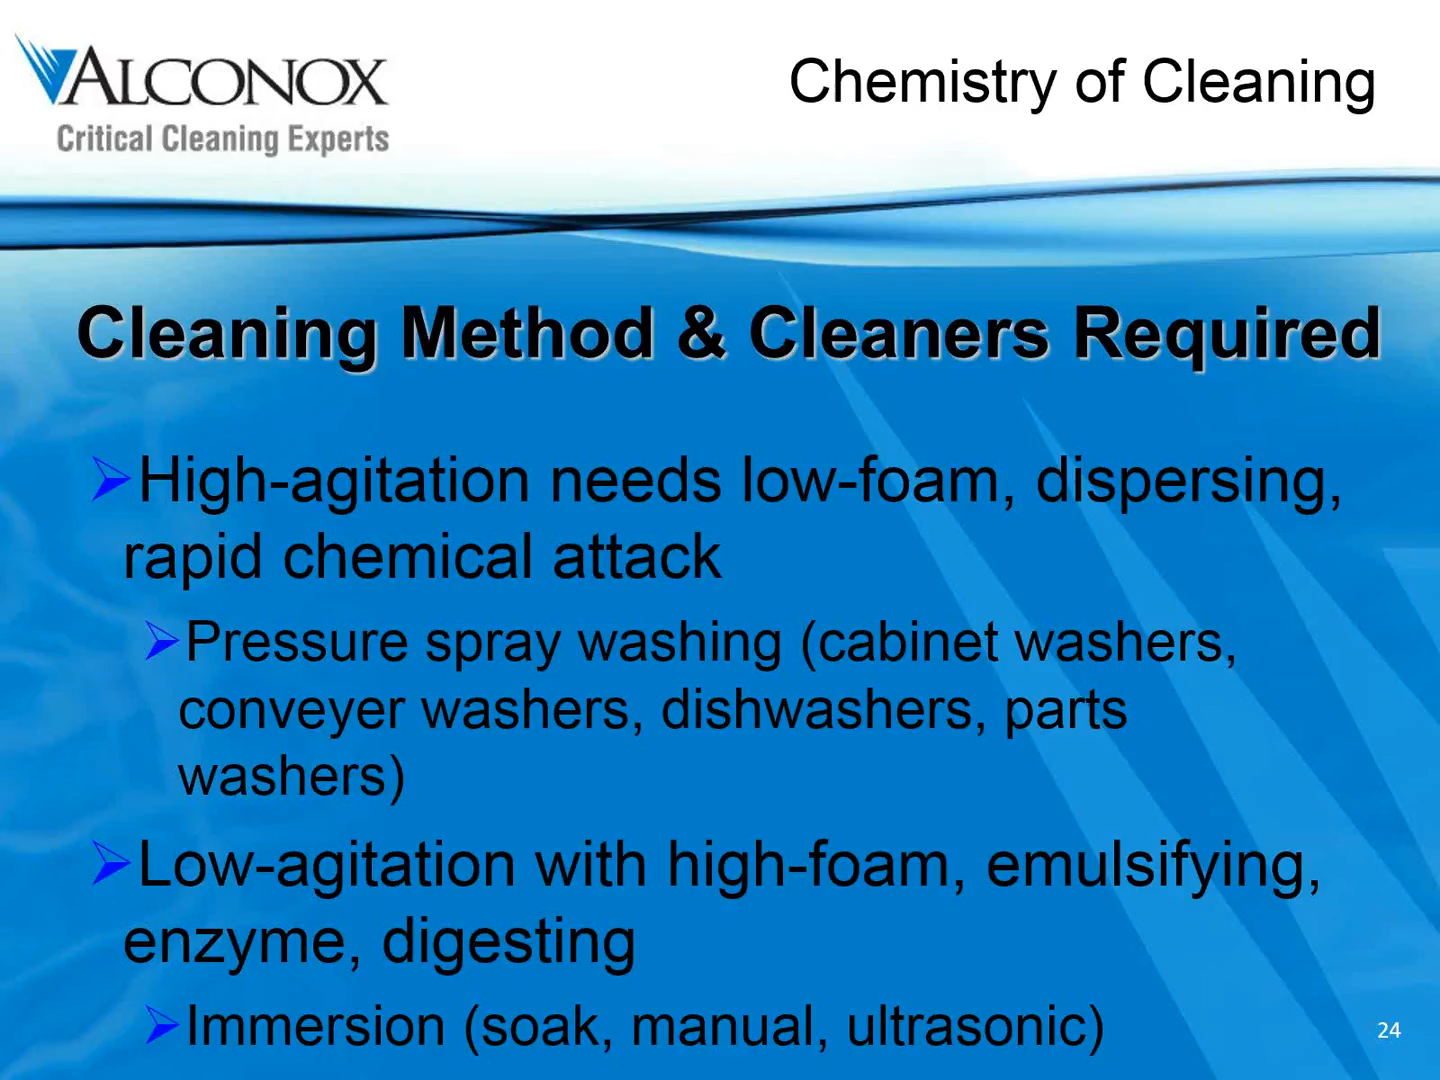 ALCONOX
Critical Cleaning Experts
Chemistry of Cleaning
Cleaning Method & Cleaners Required
➢High-agitation needs low-foam, dispersing,
rapid chemical attack
➢Pressure spray washing (cabinet washers,
conveyer washers, dishwashers, parts
washers)
➢Low-agitation with high-foam, emulsifying,
enzyme, digesting
➢Immersion (soak, manual, ultrasonic)
24